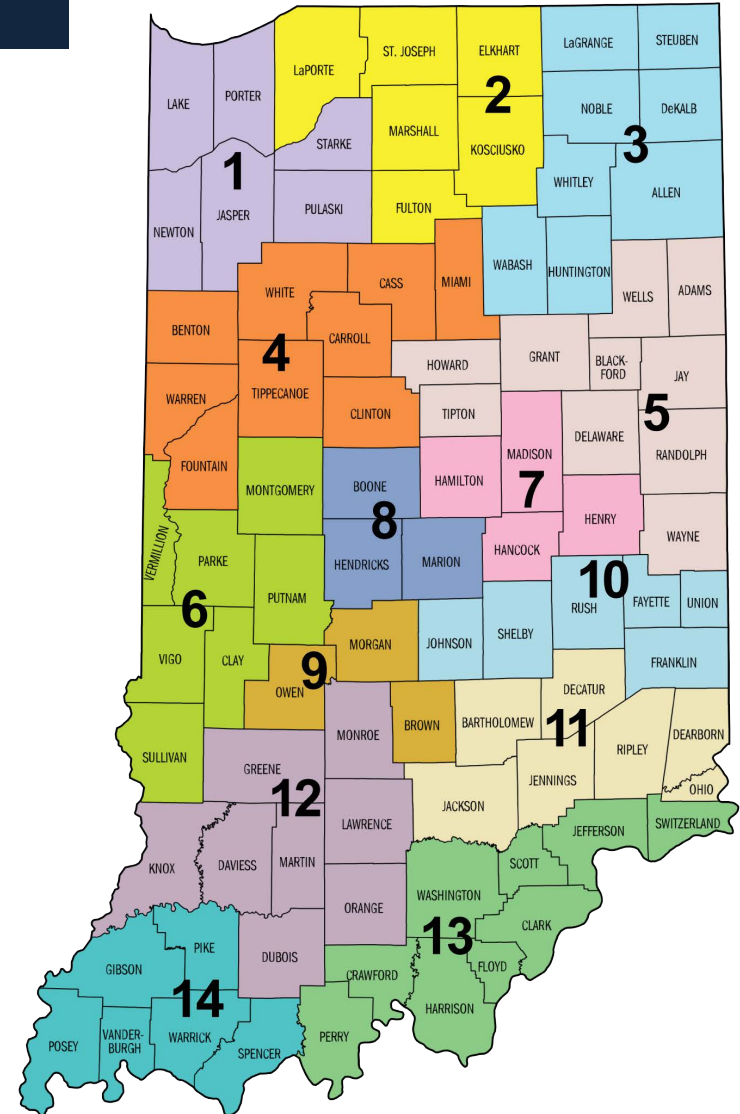 LaPORTE
ST. JOSEPH
ELKHART
LaGRANGE
STEUBEN
LAKE
PORTER
2
NOBLE
DeKALB
STARKE
MARSHALL
KOSCIUSKO
3
1
WHITLEY
ALLEN
NEWTON
JASPER
PULASKI
FULTON
WABASH
HUNTINGTON
WHITE
CASS
MIAMI
WELLS
ADAMS
BENTON
CARROLL
4
HOWARD
GRANT
BLACK-
FORD
JAY
WARREN
TIPPECANOE
CLINTON
TIPTON
5
DELAWARE
FOUNTAIN
MADISON
RANDOLPH
MONTGOMERY
BOONE
HAMILTON
7
8
HENRY
VERMILLION
PARKE
HENDRICKS
MARION
HANCOCK
WAYNE
6
PUTNAM
10
RUSH
FAYETTE
UNION
VIGO
CLAY
MORGAN
JOHNSON
SHELBY
FRANKLIN
9
OWEN
DECATUR
MONROE
BROWN
BARTHOLOMEW
11
DEARBORN
SULLIVAN
GREENE
RIPLEY
JENNINGS
OHIO
12
JACKSON
LAWRENCE
JEFFERSON
SWITZERLAND
KNOX
DAVIESS
MARTIN
SCOTT
WASHINGTON
ORANGE
CLARK
13
PIKE
DUBOIS
GIBSON
CRAWFORD
FLOYD
14
HARRISON
POSEY
VANDER-
BURGH
WARRICK
SPENCER
PERRY